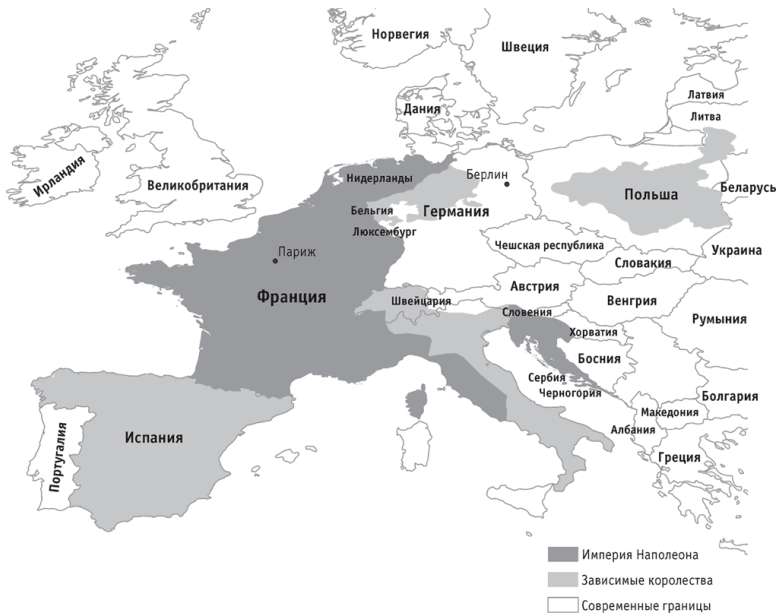 Норвегия
Швеция
Латвия
Литва
Дания
Ирландия
Великобритания
Нидерланды
Берлин
Польша
Беларусь
Бельгия
Германия
Люксембург
Чешская республика
Украина
Париж
Словакия
Франция
Швейцария
Австрия
Венгрия
Румыния
Словения
Хорватия
Босния
Сербия
Черногория
Болгария
Македония
Албания
Греция
Испания
Португалия
Империя Наполеона
Зависимые королества
Современные границы